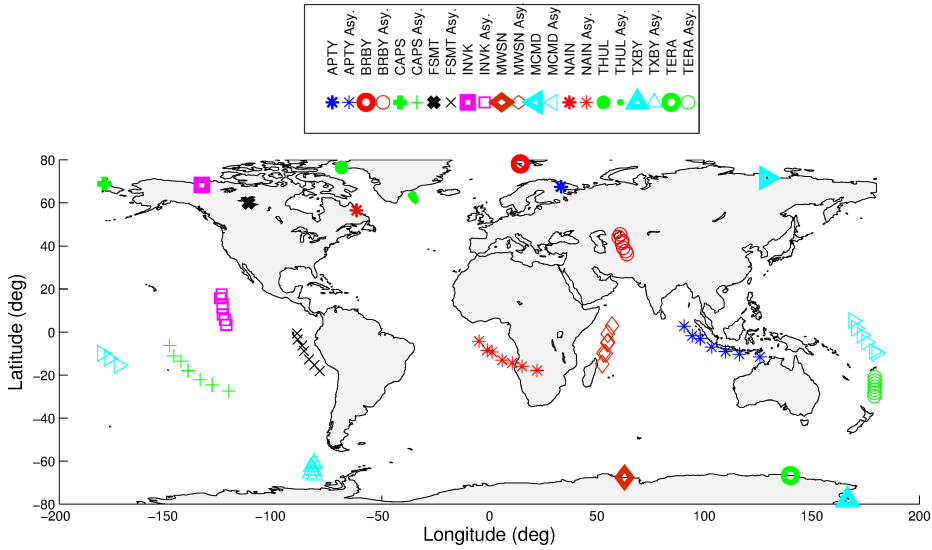 APTY
APTY Asy.
BRBY
BRBY Asy.
CAPS
CAPS Asy.
FSMT
FSMT Asy.
INVK
INVK Asy.
MWSN
MWSN Asy.
MCMD
MCMD Asy.
NAIN
NAIN Asy.
THUL
THUL Asy.
TXBY
TXBY Asy.
TERA
TERA Asy.
80
60
40
20
0
−20
−40
−60
−80
Latitude (deg)
−200
−150
−100
−50
0
50
100
150
200
Longitude (deg)